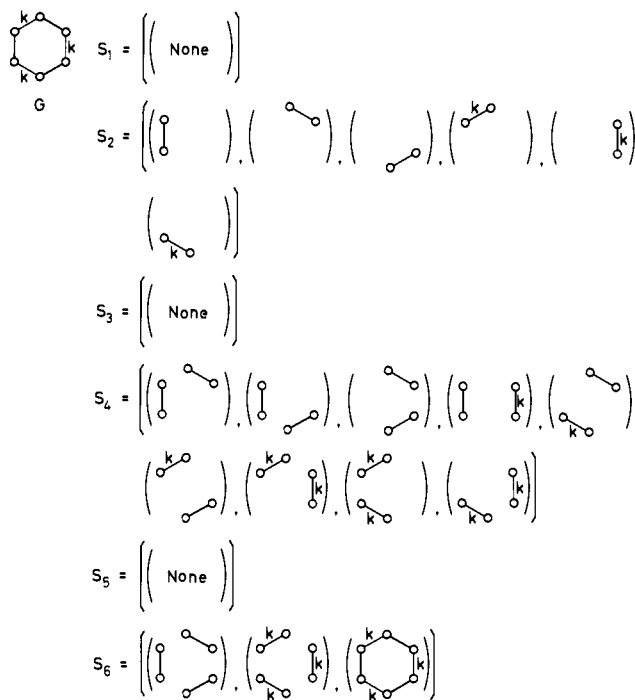 k
k
k
G
S1 = [( None )]
S2 = [( ), ( ), ( ), ( k ), ( k )
( k )]
S3 = [( None )]
S4 = [( ), ( ), ( ), ( k ), ( k )
( k ), ( k k ), ( k k ), ( k k )]
S5 = [( None )]
S6 = [( ), ( k k k ), ( k k k )]